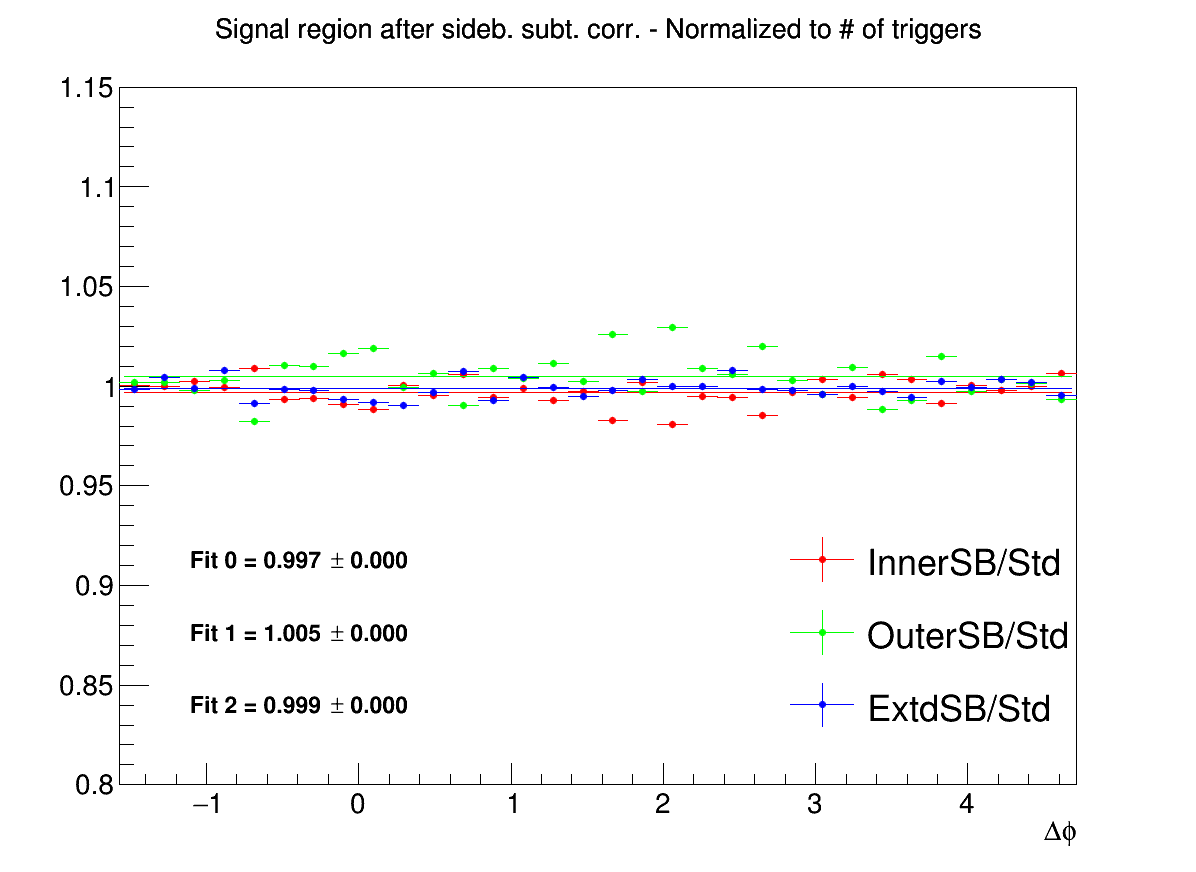 Signal region after sideb. subt. corr. - Normalized to # of triggers
1.15
1.1
1.05
1
0.95
0.9
0.85
0.8
Fit 0 = 0.997 ± 0.000
Fit 1 = 1.005 ± 0.000
Fit 2 = 0.999 ± 0.000
InnerSB/Std
OuterSB/Std
ExtdSB/Std
−1 0 1 2 3 4
Δϕ